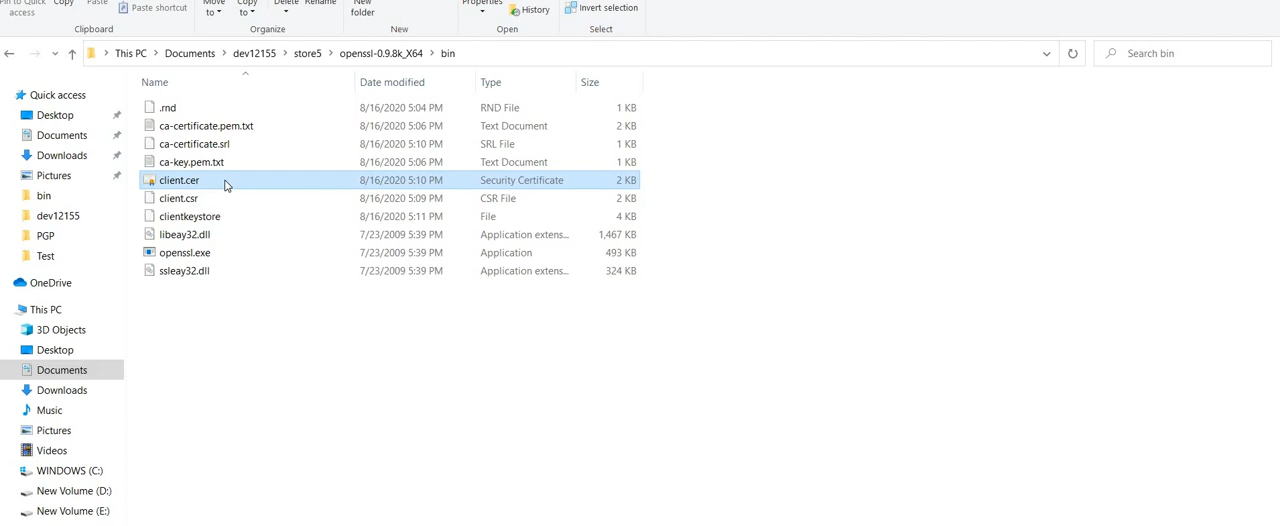 Pin to Quick access
Copy
Paste
Paste shortcut
Move to
Copy to
Delete
Rename
New folder
Properties
History
Invert selection
Clipboard
Organize
New
Open
Select
This PC > Documents > dev12155 > store5 > openssl-0.9.8k_X64 > bin
Search bin
Name Date modified Type Size
.rnd 8/16/2020 5:04 PM RND File 1 KB
ca-certificate.pem.txt 8/16/2020 5:06 PM Text Document 2 KB
ca-certificate.srl 8/16/2020 5:10 PM SRL File 1 KB
ca-key.pem.txt 8/16/2020 5:06 PM Text Document 1 KB
client.cer 8/16/2020 5:10 PM Security Certificate 2 KB
client.csr 8/16/2020 5:09 PM CSR File 2 KB
clientkeystore 8/16/2020 5:11 PM File 4 KB
libeay32.dll 7/23/2009 5:39 PM Application extens... 1,467 KB
openssl.exe 7/23/2009 5:39 PM Application 493 KB
ssleay32.dll 7/23/2009 5:39 PM Application extens... 324 KB
Quick access
Desktop
Documents
Downloads
Pictures
bin
dev12155
PGP
Test
OneDrive
This PC
3D Objects
Desktop
Documents
Downloads
Music
Pictures
Videos
WINDOWS (C:)
New Volume (D:)
New Volume (E:)